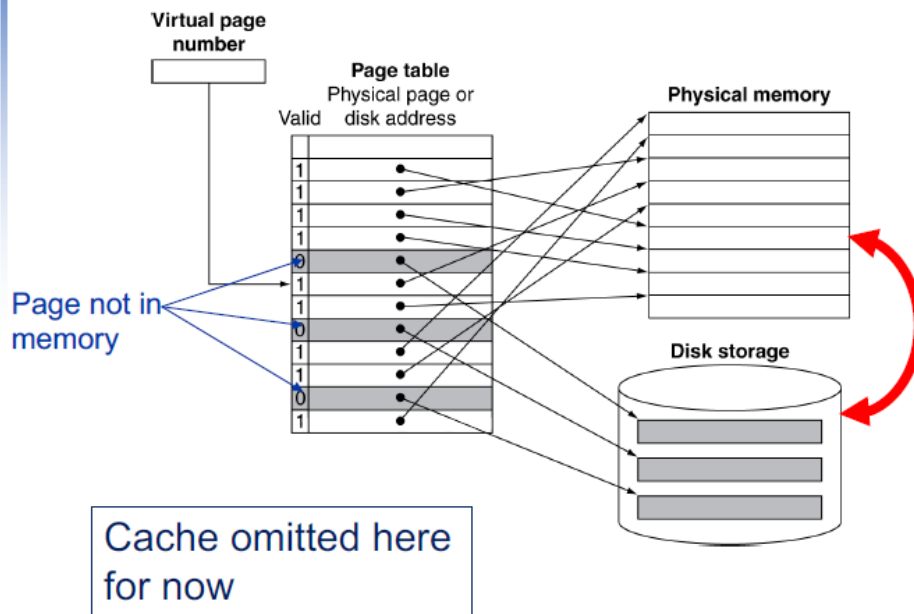 Virtual page
number
Page table
Physical page or
disk address
Valid
Physical memory
1
1
1
1
0
1
1
0
1
1
0
1
Page not in
memory
Disk storage
Cache omitted here
for now